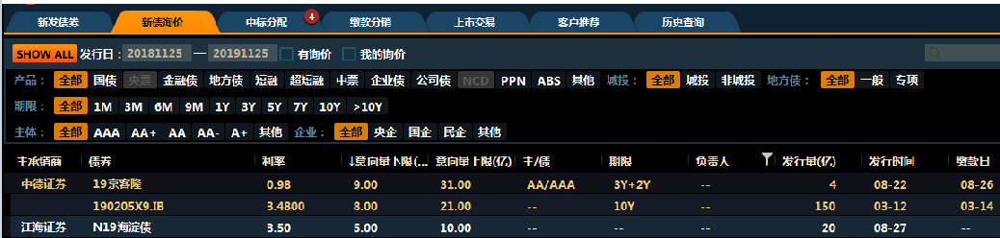 新发债券 新债询价 中标分配 4 缴款分销 上市交易 客户推荐 历史查询
SHOW ALL 发行日: 20181125 — 20191125 有询价 我的询价
产品: 全部 国债 央票 金融债 地方债 短融 超短融 中票 企业债 公司债 NCD PPN ABS 其他 城投: 全部 城投 非城投 地方债: 全部 一般 专项
期限: 全部 1M 3M 6M 9M 1Y 3Y 5Y 7Y 10Y >10Y
主体: 全部 AAA AA+ AA AA- A+ 其他 企业: 全部 央企 国企 民企 其他
主承销商 债券 利率 ↓意向量下限(... 意向量上限(亿) 主/债 期限 负责人 发行量(亿) 发行时间 缴款日
中德证券 19京客隆 0.98 9.00 31.00 AA/AAA 3Y+2Y -- 4 08-22 08-26
190205X9.IB 3.4800 8.00 21.00 -- 10Y -- 150 03-12 03-14
江海证券 N19海淀债 3.50 5.00 10.00 -- -- 20 08-27 --